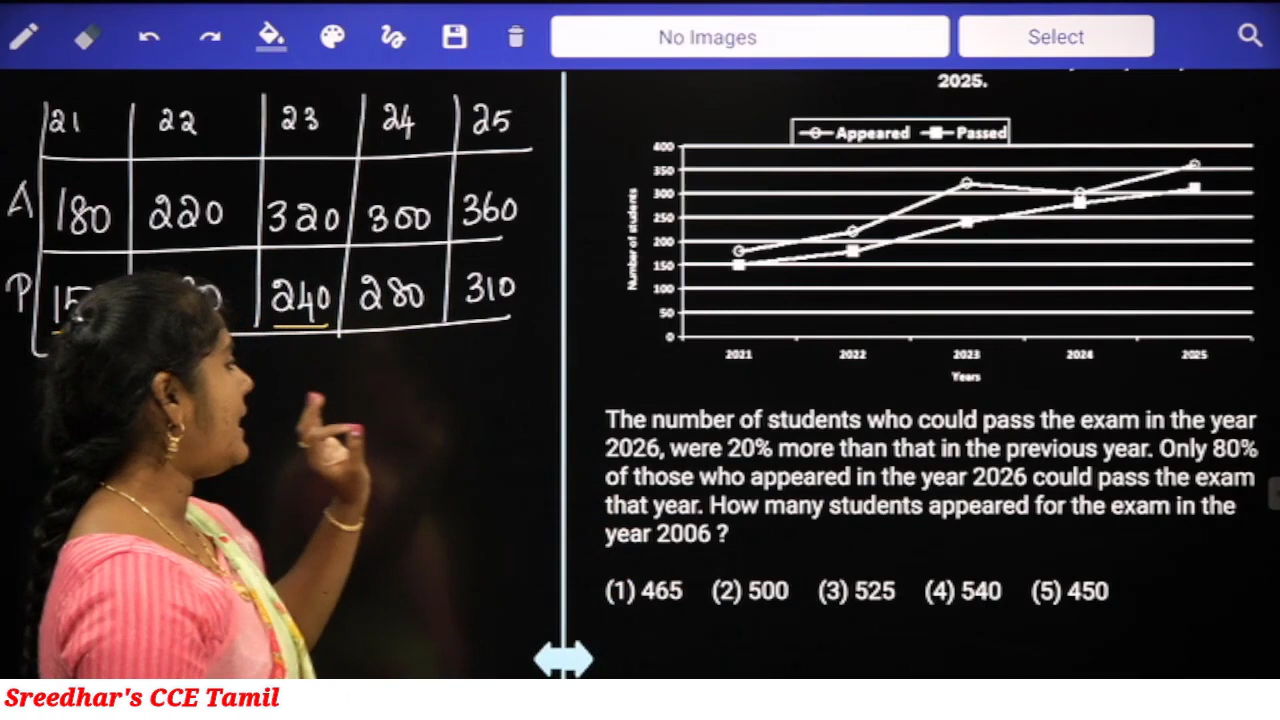 No Images
Select
21 22 23 24 25
A 180 220 320 300 360
P 240 280 310
2025.
Appeared Passed
400
350
300
250
200
150
100
50
0
Number of students
2021 2022 2023 2024 2025
Years
The number of students who could pass the exam in the year
2026, were 20% more than that in the previous year. Only 80%
of those who appeared in the year 2026 could pass the exam
that year. How many students appeared for the exam in the
year 2006 ?
(1) 465 (2) 500 (3) 525 (4) 540 (5) 450
Sreedhar's CCE Tamil